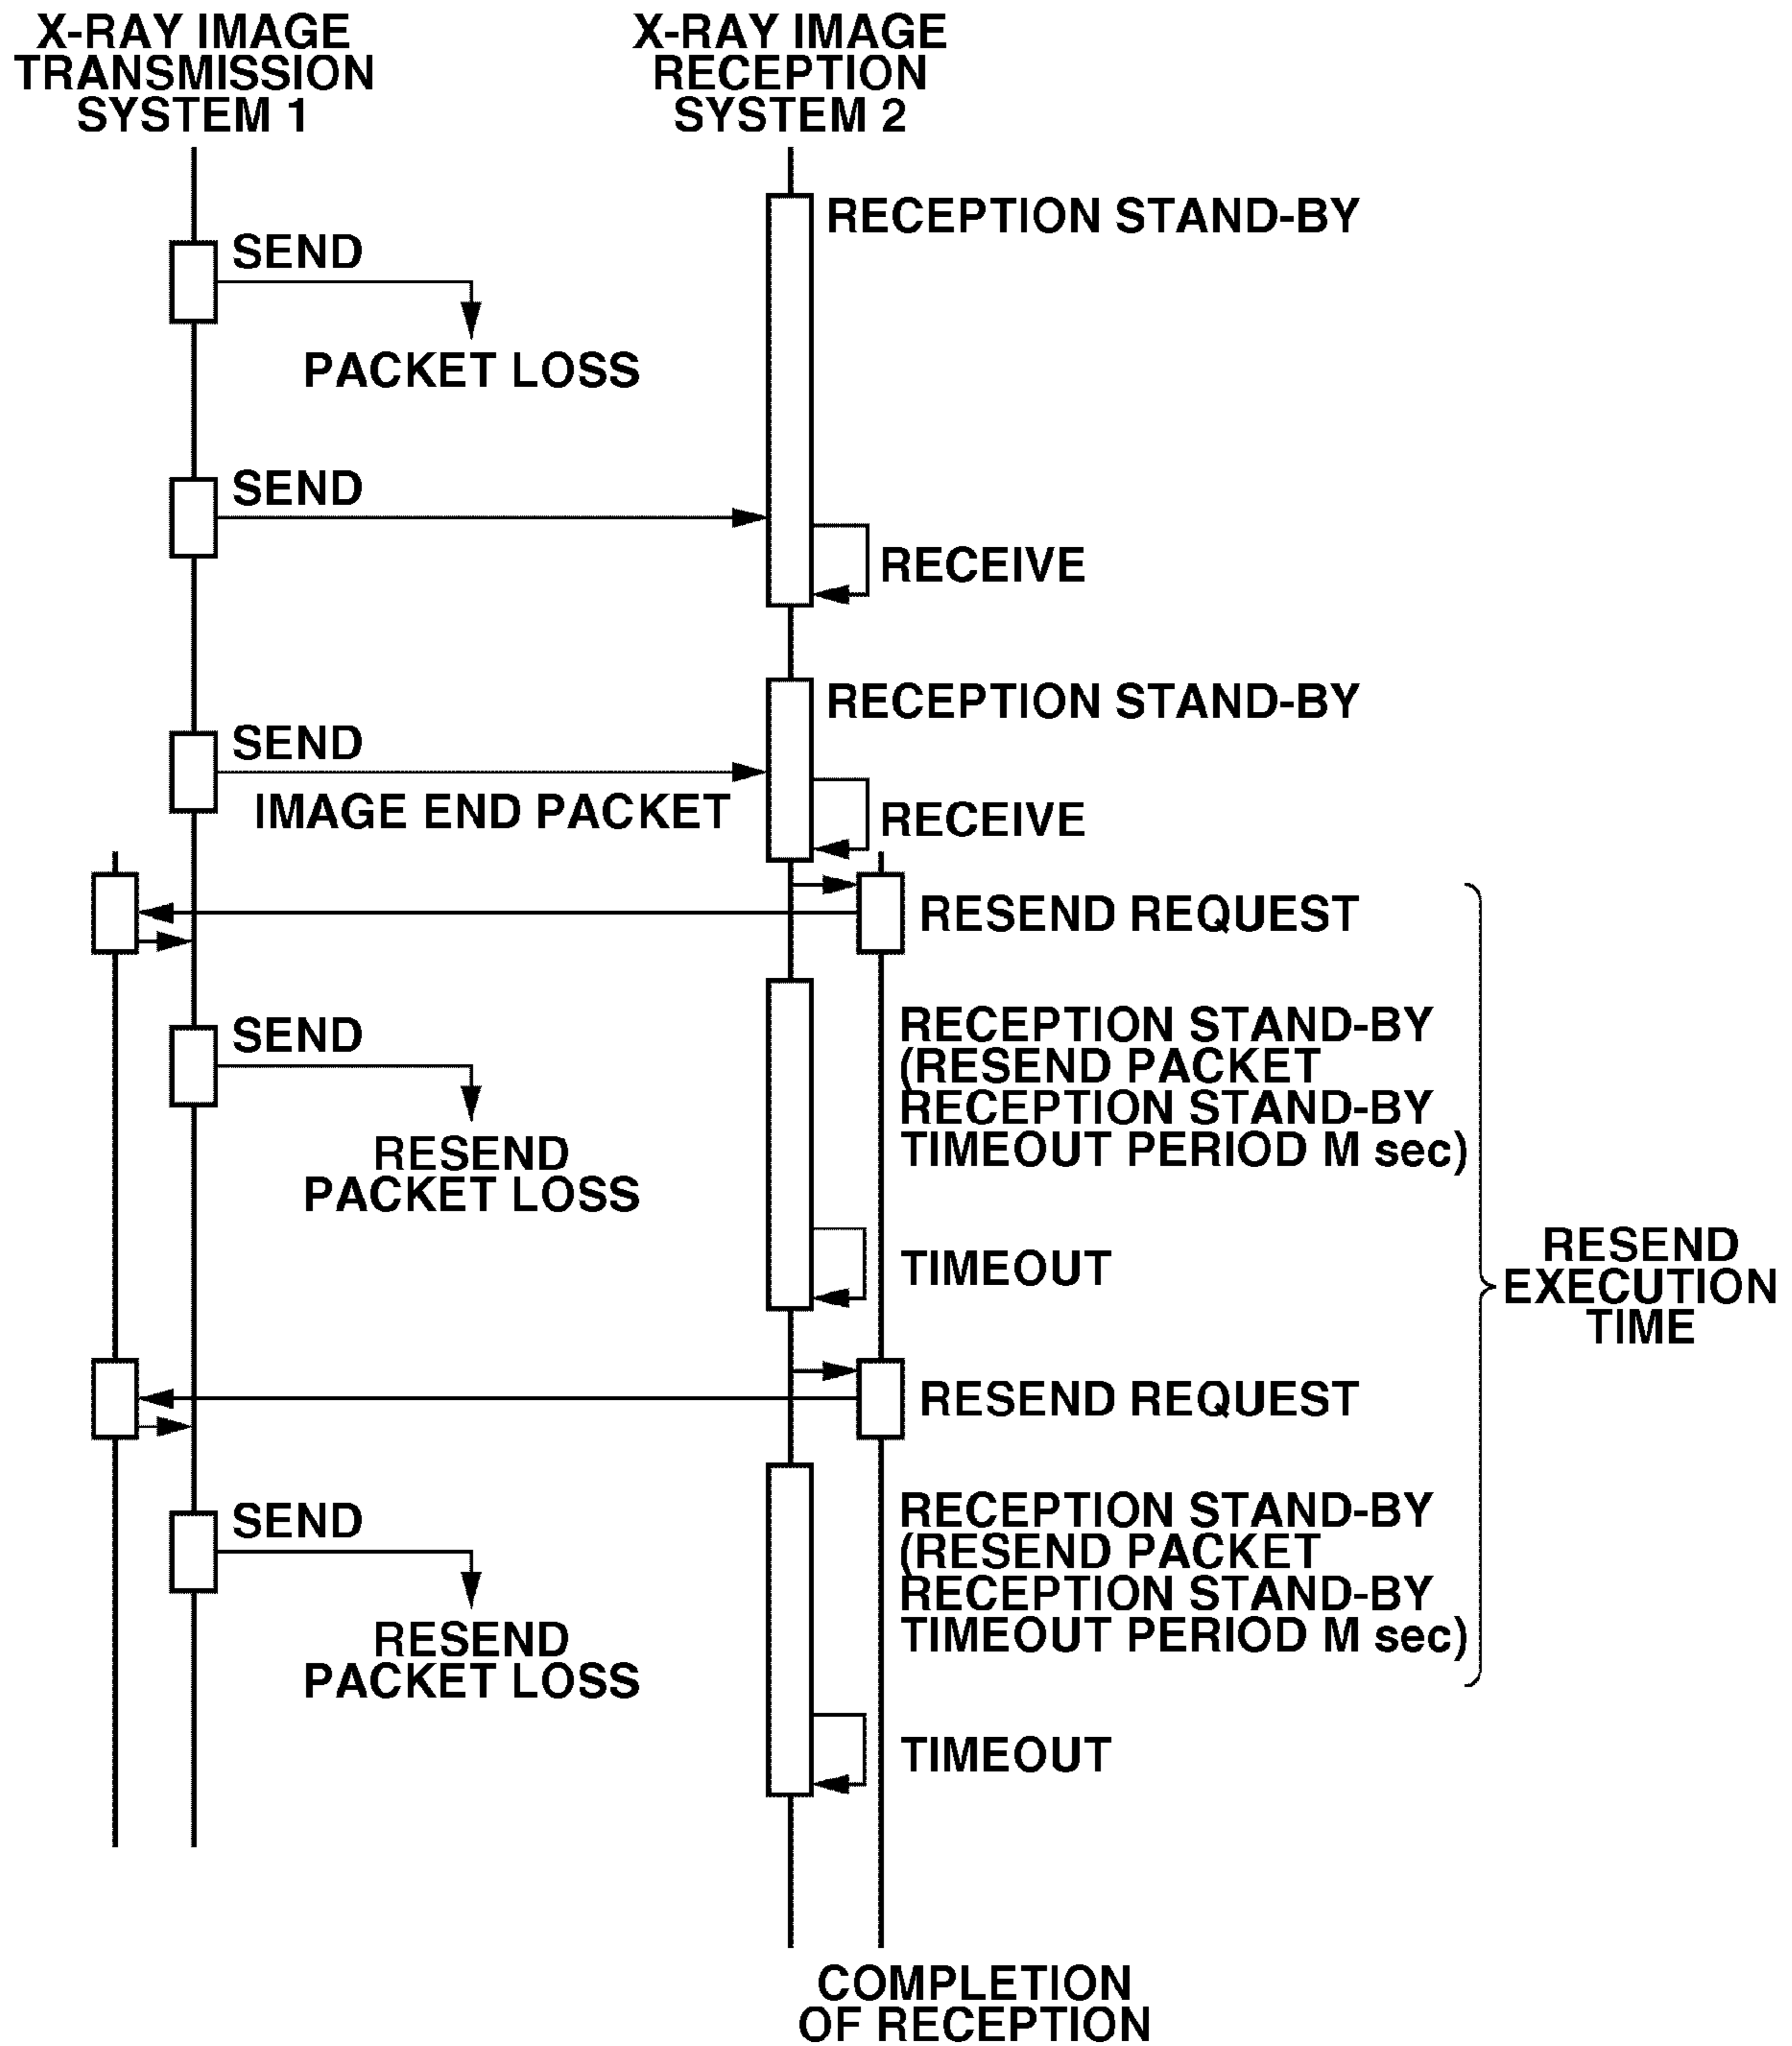 X-RAY IMAGE
TRANSMISSION
SYSTEM 1
X-RAY IMAGE
RECEPTION
SYSTEM 2
RECEPTION STAND-BY
SEND
PACKET LOSS
SEND
RECEIVE
RECEPTION STAND-BY
SEND
IMAGE END PACKET
RECEIVE
RESEND REQUEST
SEND
RECEPTION STAND-BY
(RESEND PACKET
RECEPTION STAND-BY
TIMEOUT PERIOD M sec)
RESEND
PACKET LOSS
TIMEOUT
RESEND
EXECUTION
TIME
RESEND REQUEST
SEND
RECEPTION STAND-BY
(RESEND PACKET
RECEPTION STAND-BY
TIMEOUT PERIOD M sec)
RESEND
PACKET LOSS
TIMEOUT
COMPLETION
OF RECEPTION